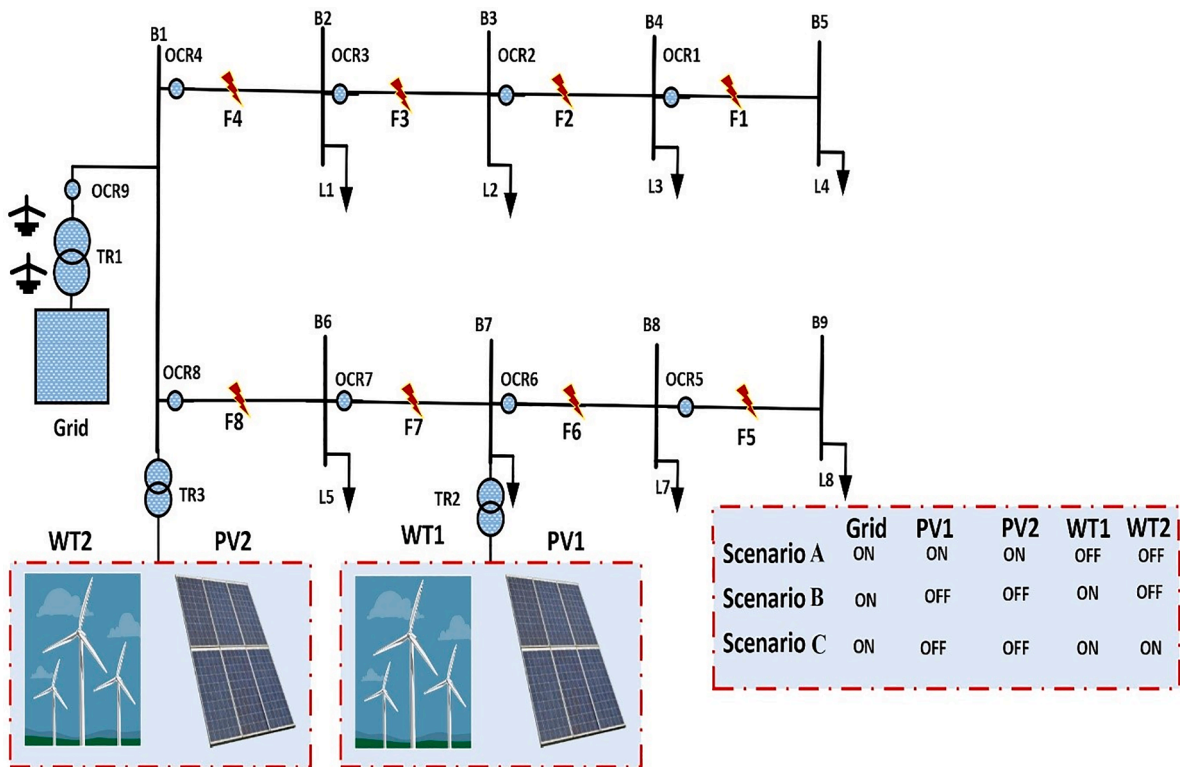 B1
B2
B3
B4
B5
OCR4
OCR3
OCR2
OCR1
F4
F3
F2
F1
L1
L2
L3
L4
OCR9
TR1
Grid
B6
B7
B8
B9
OCR8
OCR7
OCR6
OCR5
F8
F7
F6
F5
L5
L7
L8
TR3
TR2
WT2
PV2
WT1
PV1
Grid PV1 PV2 WT1 WT2
Scenario A ON ON ON OFF OFF
Scenario B ON OFF OFF ON OFF
Scenario C ON OFF OFF ON ON